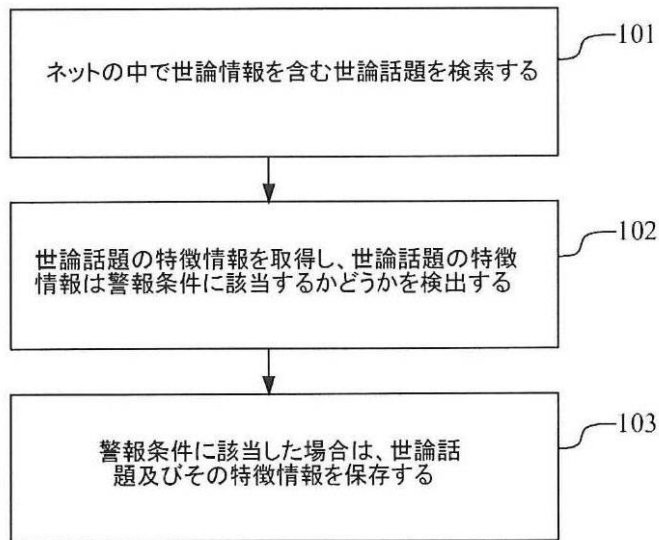 ネットの中で世論情報を含む世論話題を検索する
101
世論話題の特徴情報を取得し、世論話題の特徴
情報は警報条件に該当するかどうかを検出する
102
警報条件に該当した場合は、世論話
題及びその特徴情報を保存する
103